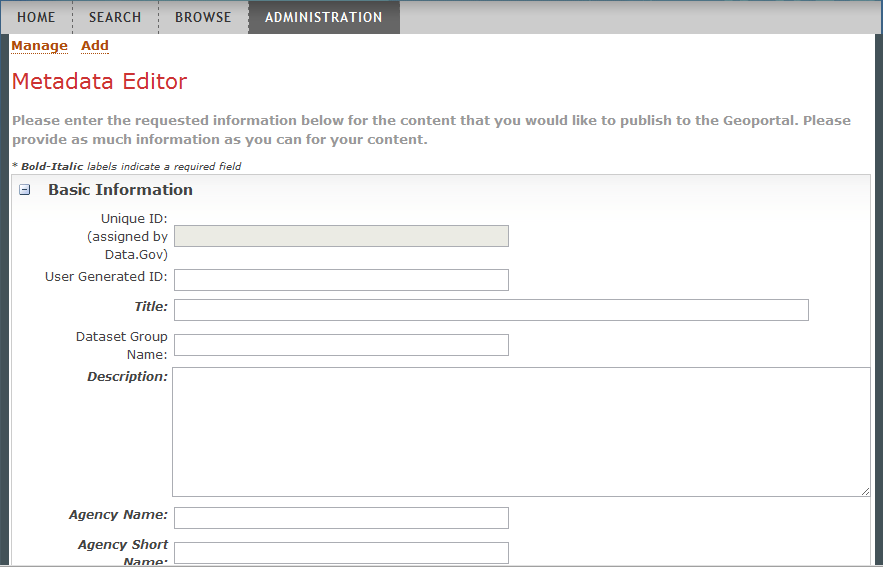 HOME SEARCH BROWSE ADMINISTRATION
Manage Add
Metadata Editor
Please enter the requested information below for the content that you would like to publish to the Geoportal. Please
provide as much information as you can for your content.
* Bold-Italic labels indicate a required field
Basic Information
Unique ID:
(assigned by
Data.Gov)
User Generated ID:
Title:
Dataset Group
Name:
Description:
Agency Name:
Agency Short
Name: